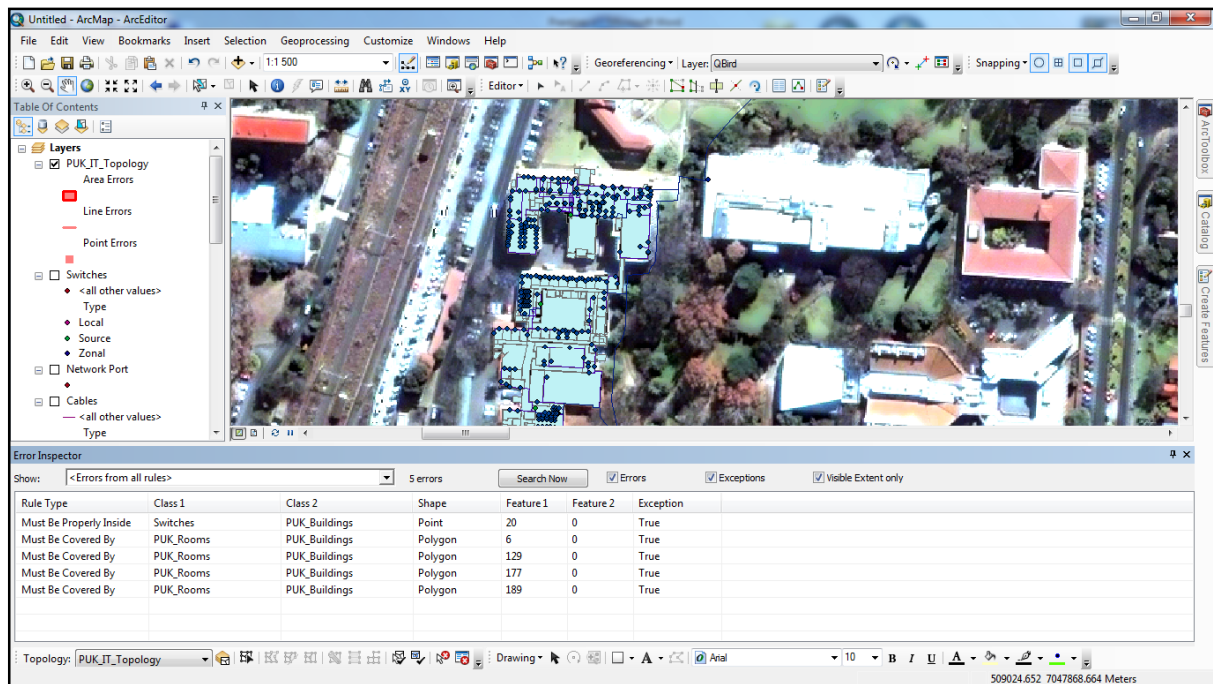 Untitled - ArcMap - ArcEditor
File Edit View Bookmarks Insert Selection Geoprocessing Customize Windows Help
1:1 500 Georeferencing Layer: QBird Snapping
Editor
Table Of Contents
Layers
PUK_IT_Topology
Area Errors
Line Errors
Point Errors
Switches
<all other values>
Type
Local
Source
Zonal
Network Port
Cables
<all other values>
Type
ArcToolbox
Catalog
Create Features
Error Inspector
Show: <Errors from all rules> 5 errors Search Now Errors Exceptions Visible Extent only
Rule Type Class 1 Class 2 Shape Feature 1 Feature 2 Exception
Must Be Properly Inside Switches PUK_Buildings Point 20 0 True
Must Be Covered By PUK_Rooms PUK_Buildings Polygon 6 0 True
Must Be Covered By PUK_Rooms PUK_Buildings Polygon 129 0 True
Must Be Covered By PUK_Rooms PUK_Buildings Polygon 177 0 True
Must Be Covered By PUK_Rooms PUK_Buildings Polygon 189 0 True
Topology: PUK_IT_Topology Drawing A Arial 10 B I U A
509024.652 7047868.664 Meters